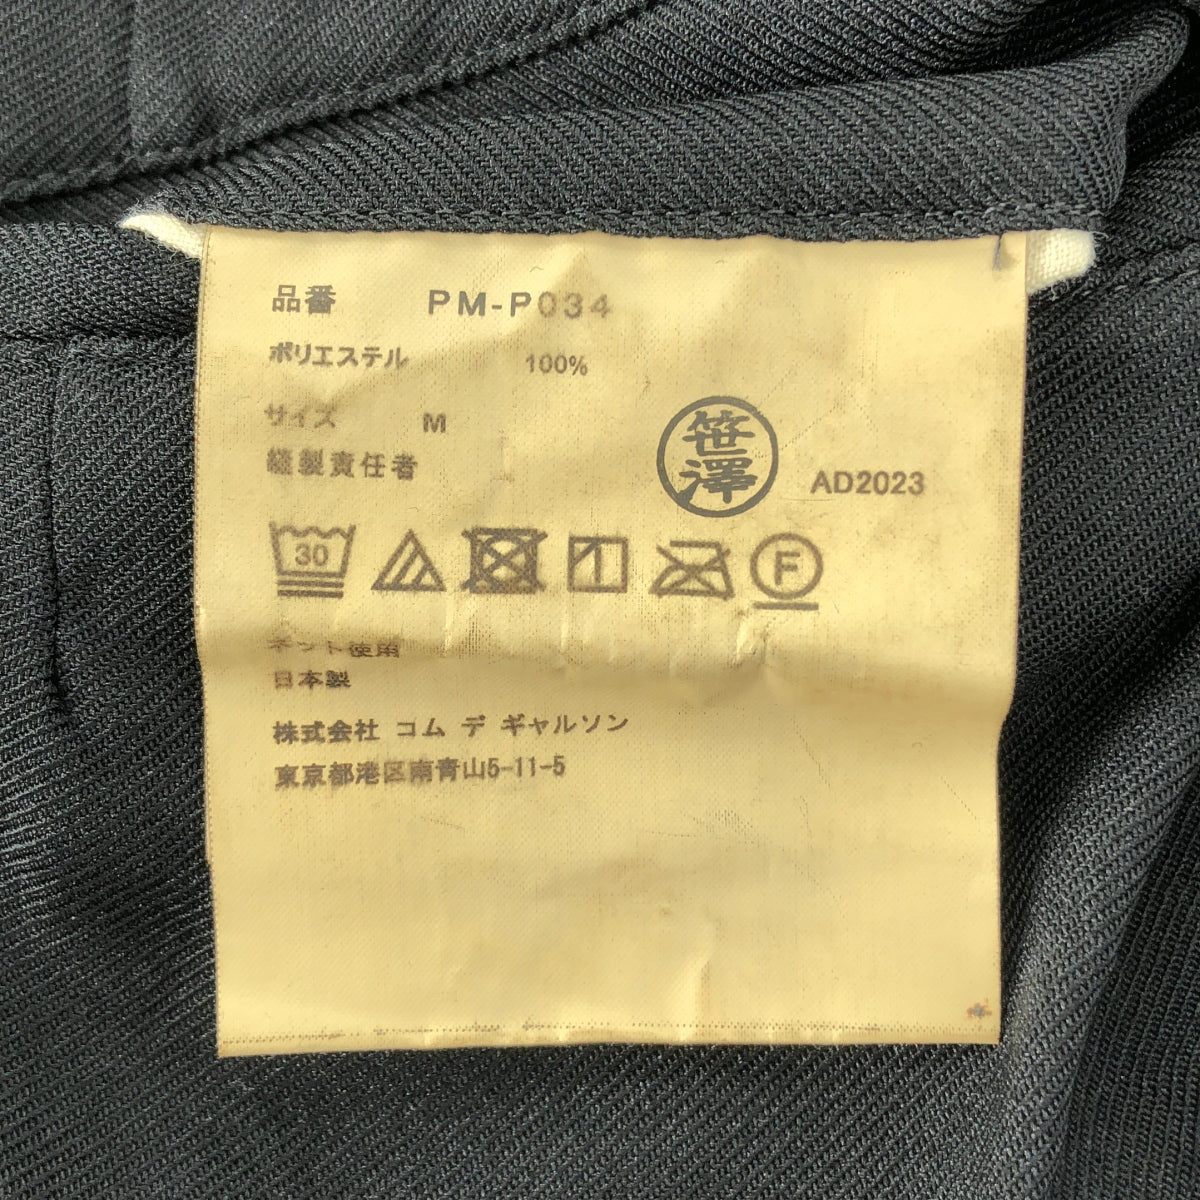 品番 PM-P034
ポリエステル 100%
サイズ M
縫製責任者
笹澤
AD2023
30
F
ネット使用
日本製
株式会社 コム デ ギャルソン
東京都港区南青山5-11-5